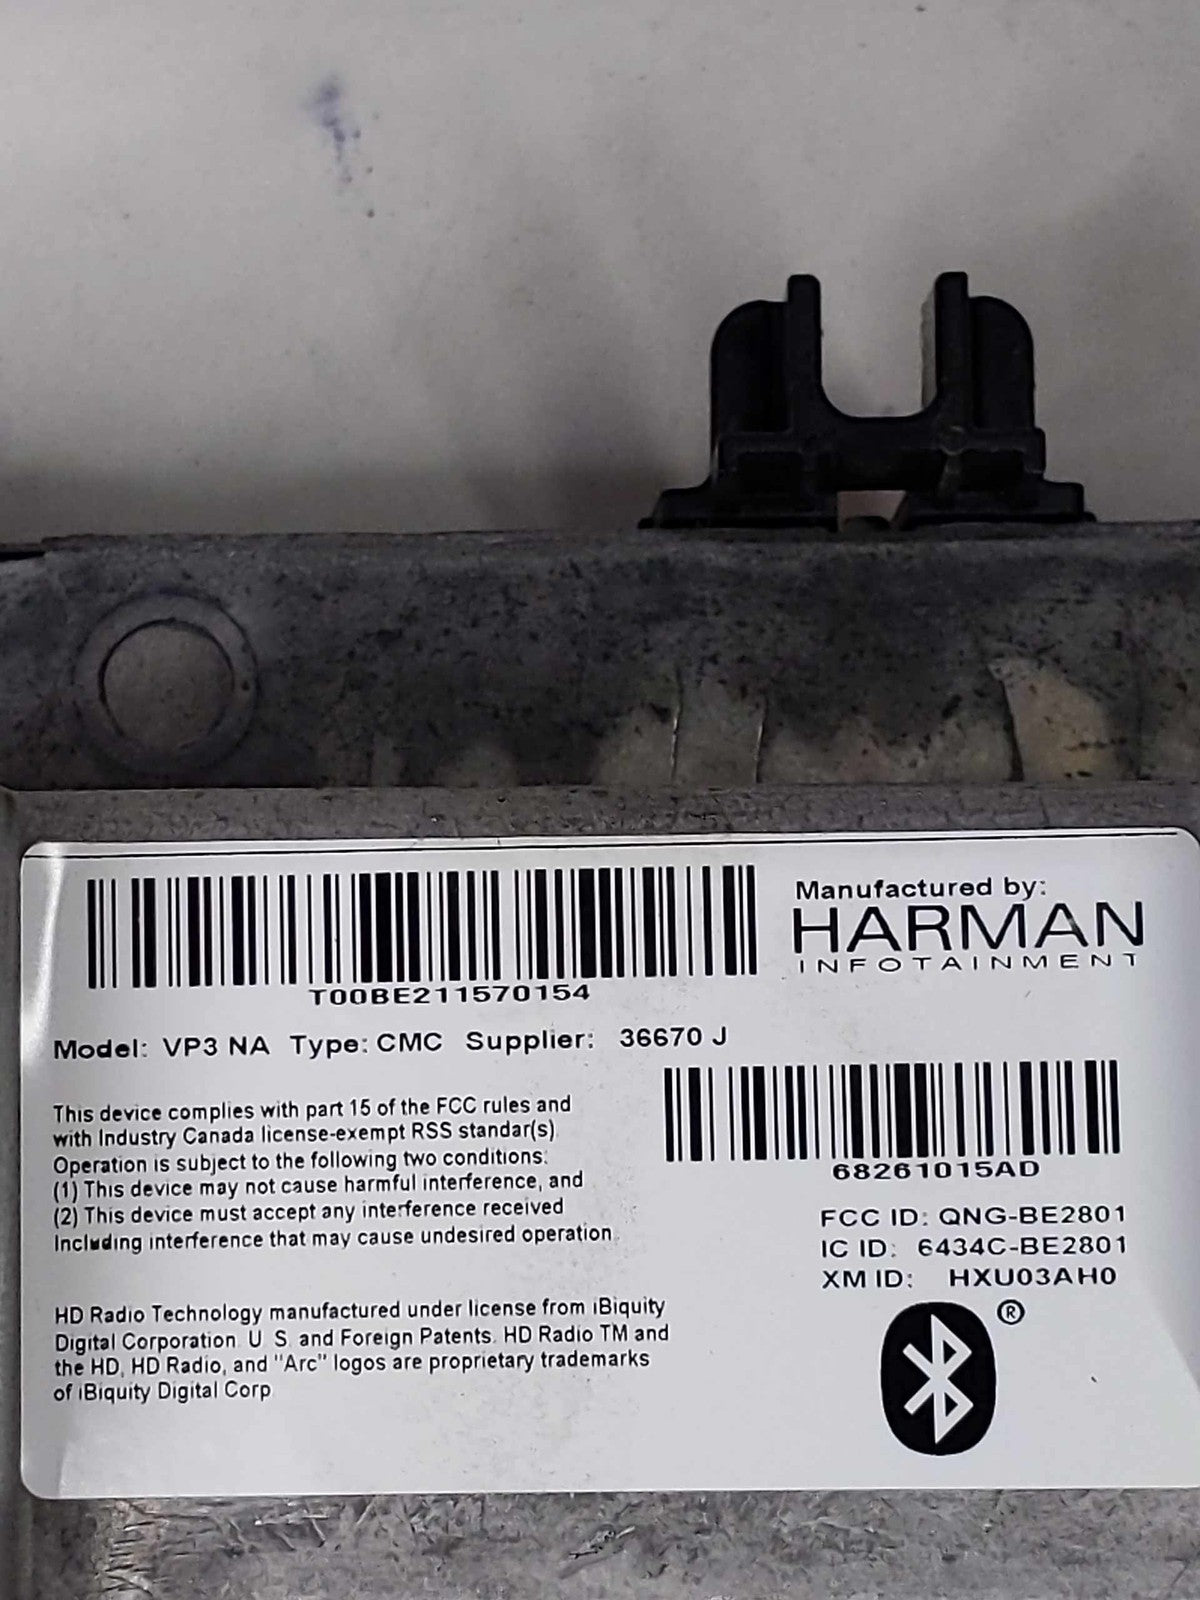 Manufactured by:
HARMAN
INFOTAINMENT
T00BE211570154
Model: VP3 NA Type: CMC Supplier: 36670 J
This device complies with part 15 of the FCC rules and
with Industry Canada license-exempt RSS standar(s)
Operation is subject to the following two conditions:
(1) This device may not cause harmful interference, and
(2) This device must accept any interference received
Including interference that may cause undesired operation.
68261015AD
FCC ID: QNG-BE2801
IC ID: 6434C-BE2801
XM ID: HXU03AH0
®
HD Radio Technology manufactured under license from iBiquity
Digital Corporation. U.S. and Foreign Patents. HD Radio TM and
the HD, HD Radio, and "Arc" logos are proprietary trademarks
of iBiquity Digital Corp